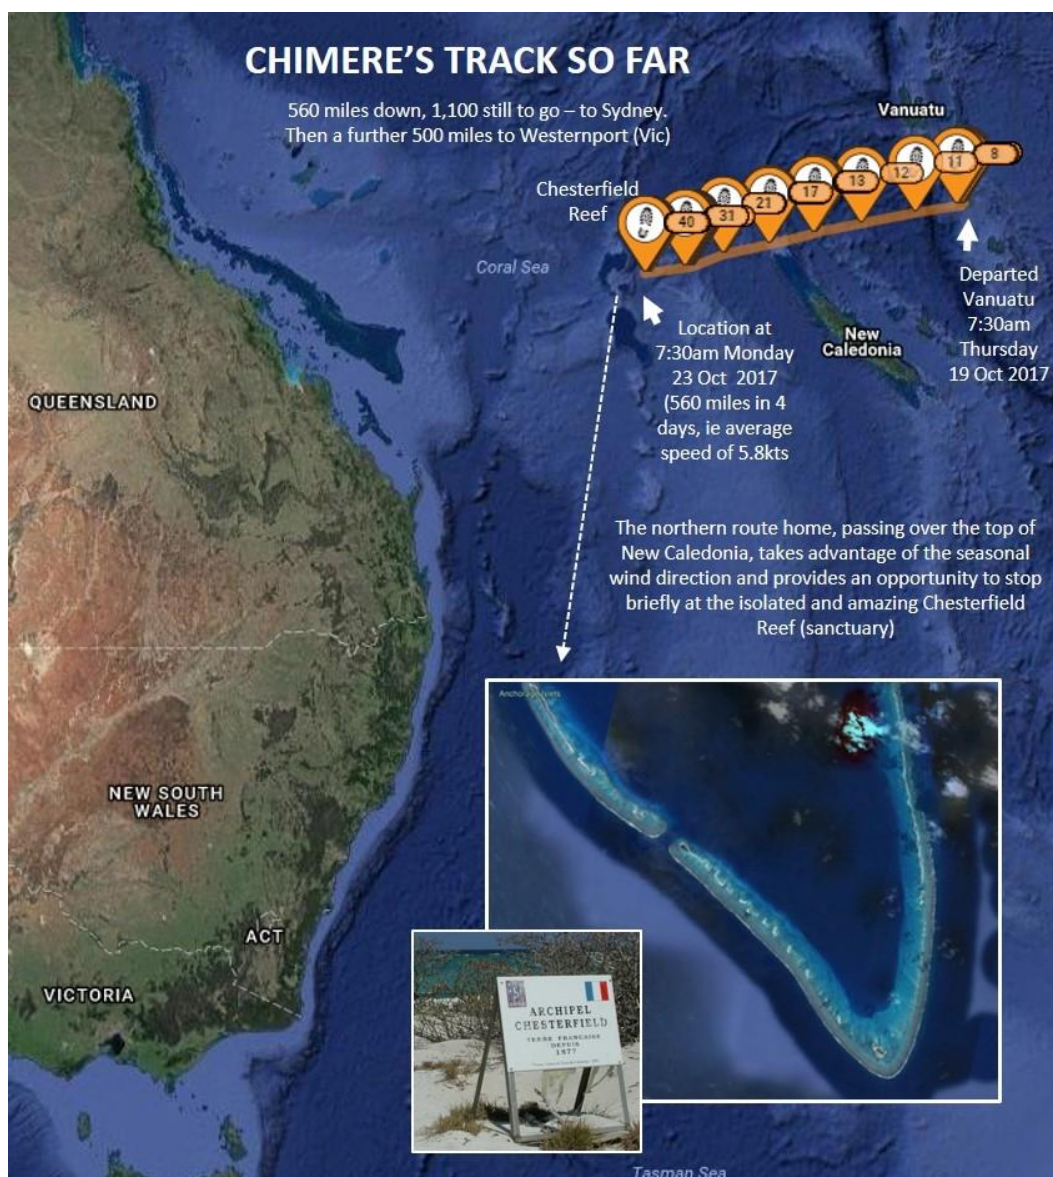 CHIMERE'S TRACK SO FAR
560 miles down, 1,100 still to go – to Sydney.
Then a further 500 miles to Westernport (Vic)
Vanuatu
8
11
12
13
17
21
31
40
Chesterfield
Reef
Coral Sea
Departed
Vanuatu
7:30am
Thursday
19 Oct 2017
Location at
7:30am Monday
23 Oct 2017
(560 miles in 4
days, ie average
speed of 5.8kts
New
Caledonia
QUEENSLAND
The northern route home, passing over the top of
New Caledonia, takes advantage of the seasonal
wind direction and provides an opportunity to stop
briefly at the isolated and amazing Chesterfield
Reef (sanctuary)
NEW SOUTH
WALES
ACT
VICTORIA
ARCHIPEL
CHESTERFIELD
TERRE FRANÇAISE
DEPUIS
1877
Tasman Sea